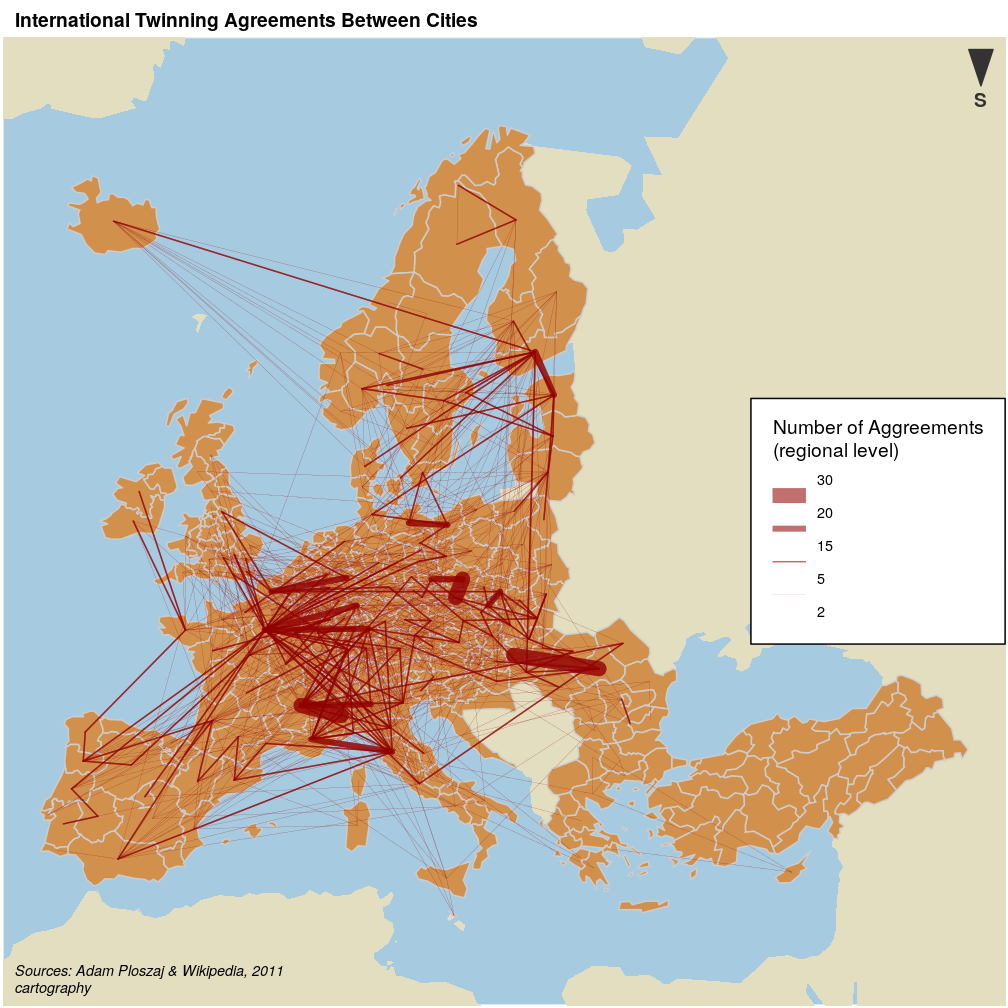 International Twinning Agreements Between Cities
S
Number of Aggreements
(regional level)
30
20
15
5
2
Sources: Adam Ploszaj & Wikipedia, 2011
cartography